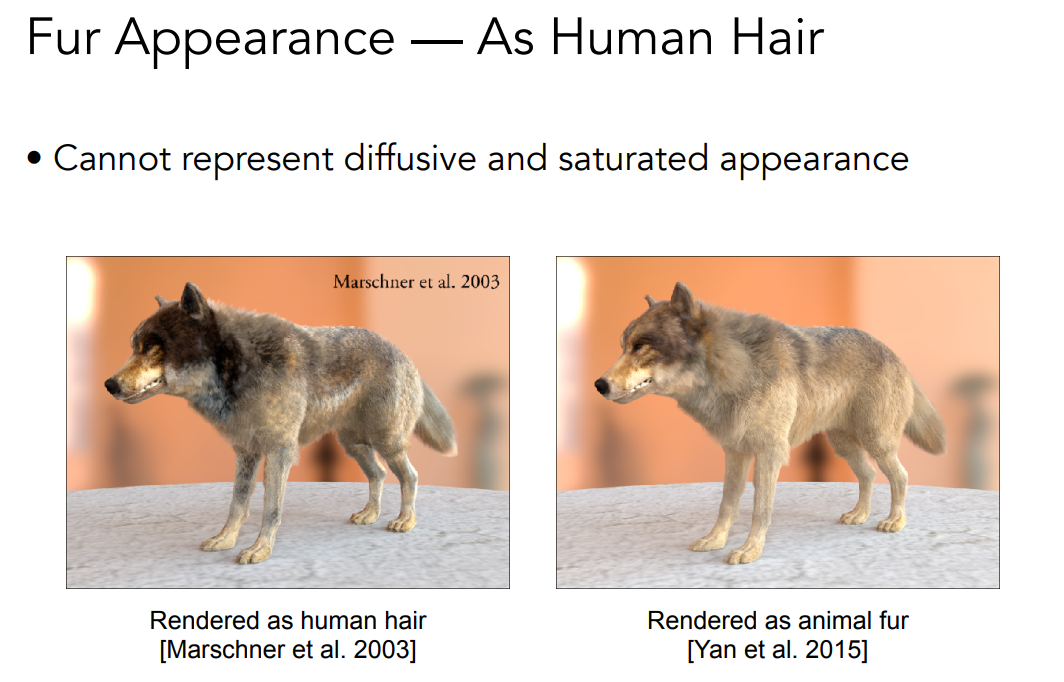 Fur Appearance — As Human Hair
• Cannot represent diffusive and saturated appearance
Marschner et al. 2003
Rendered as human hair
[Marschner et al. 2003]
Rendered as animal fur
[Yan et al. 2015]